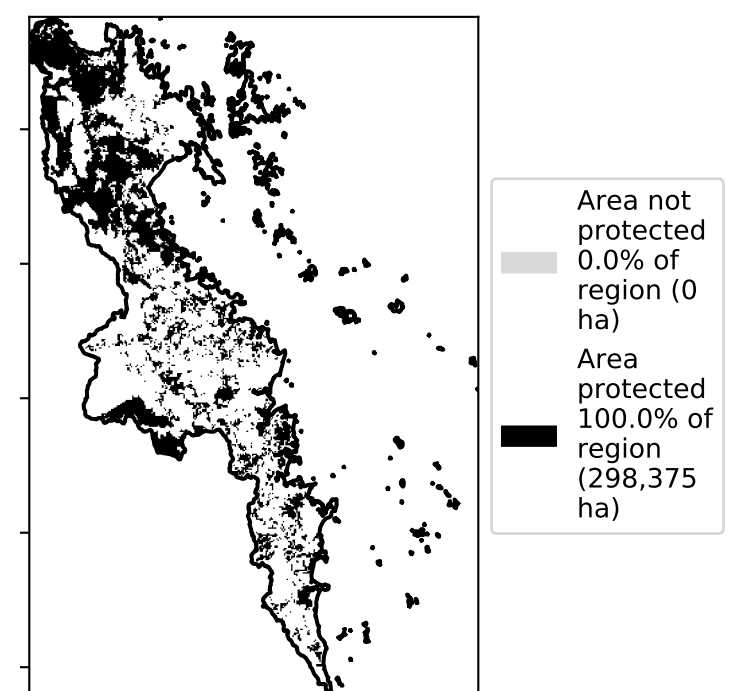 Area not
protected
0.0% of
region (0
ha)
Area
protected
100.0% of
region
(298,375
ha)